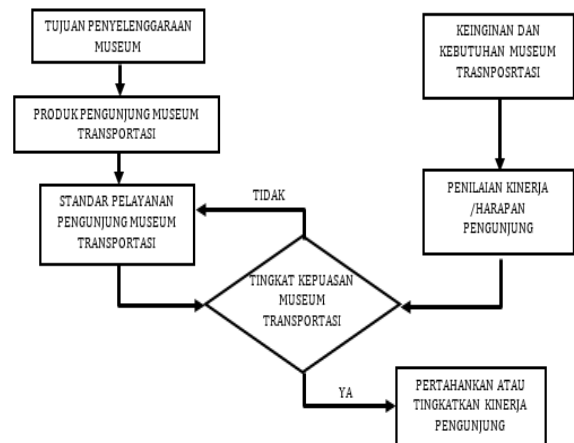 TUJUAN PENYELENGGARAAN
MUSEUM
PRODUK PENGUNJUNG MUSEUM
TRANSPORTASI
STANDAR PELAYANAN
PENGUNJUNG MUSEUM
TRANSPORTASI
TIDAK
KEINGINAN DAN
KEBUTUHAN MUSEUM
TRASNPOSRTASI
PENILAIAN KINERJA
/HARAPAN
PENGUNJUNG
TINGKAT KEPUASAN
MUSEUM
TRANSPORTASI
YA
PERTAHANKAN ATAU
TINGKATKAN KINERJA
PENGUNJUNG